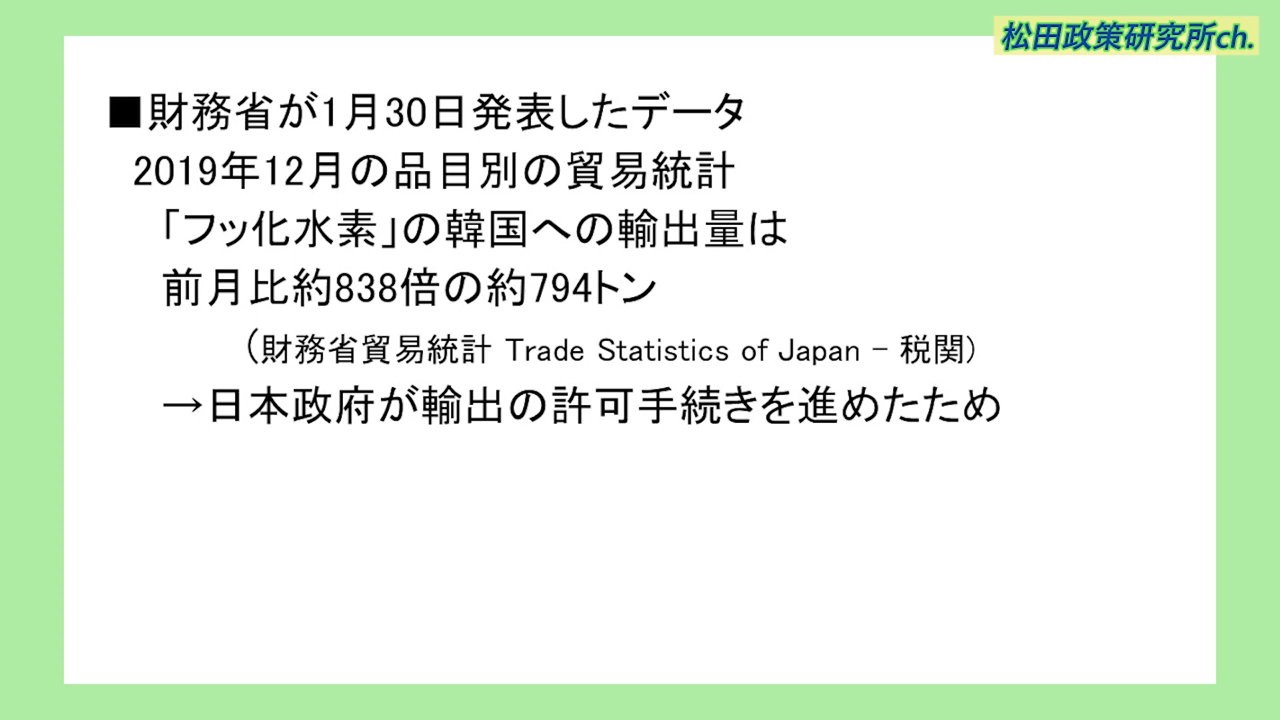 松田政策研究所ch.
■財務省が1月30日発表したデータ
2019年12月の品目別の貿易統計
「フッ化水素」の韓国への輸出量は
前月比約838倍の約794トン
（財務省貿易統計 Trade Statistics of Japan − 税関）
→日本政府が輸出の許可手続きを進めたため